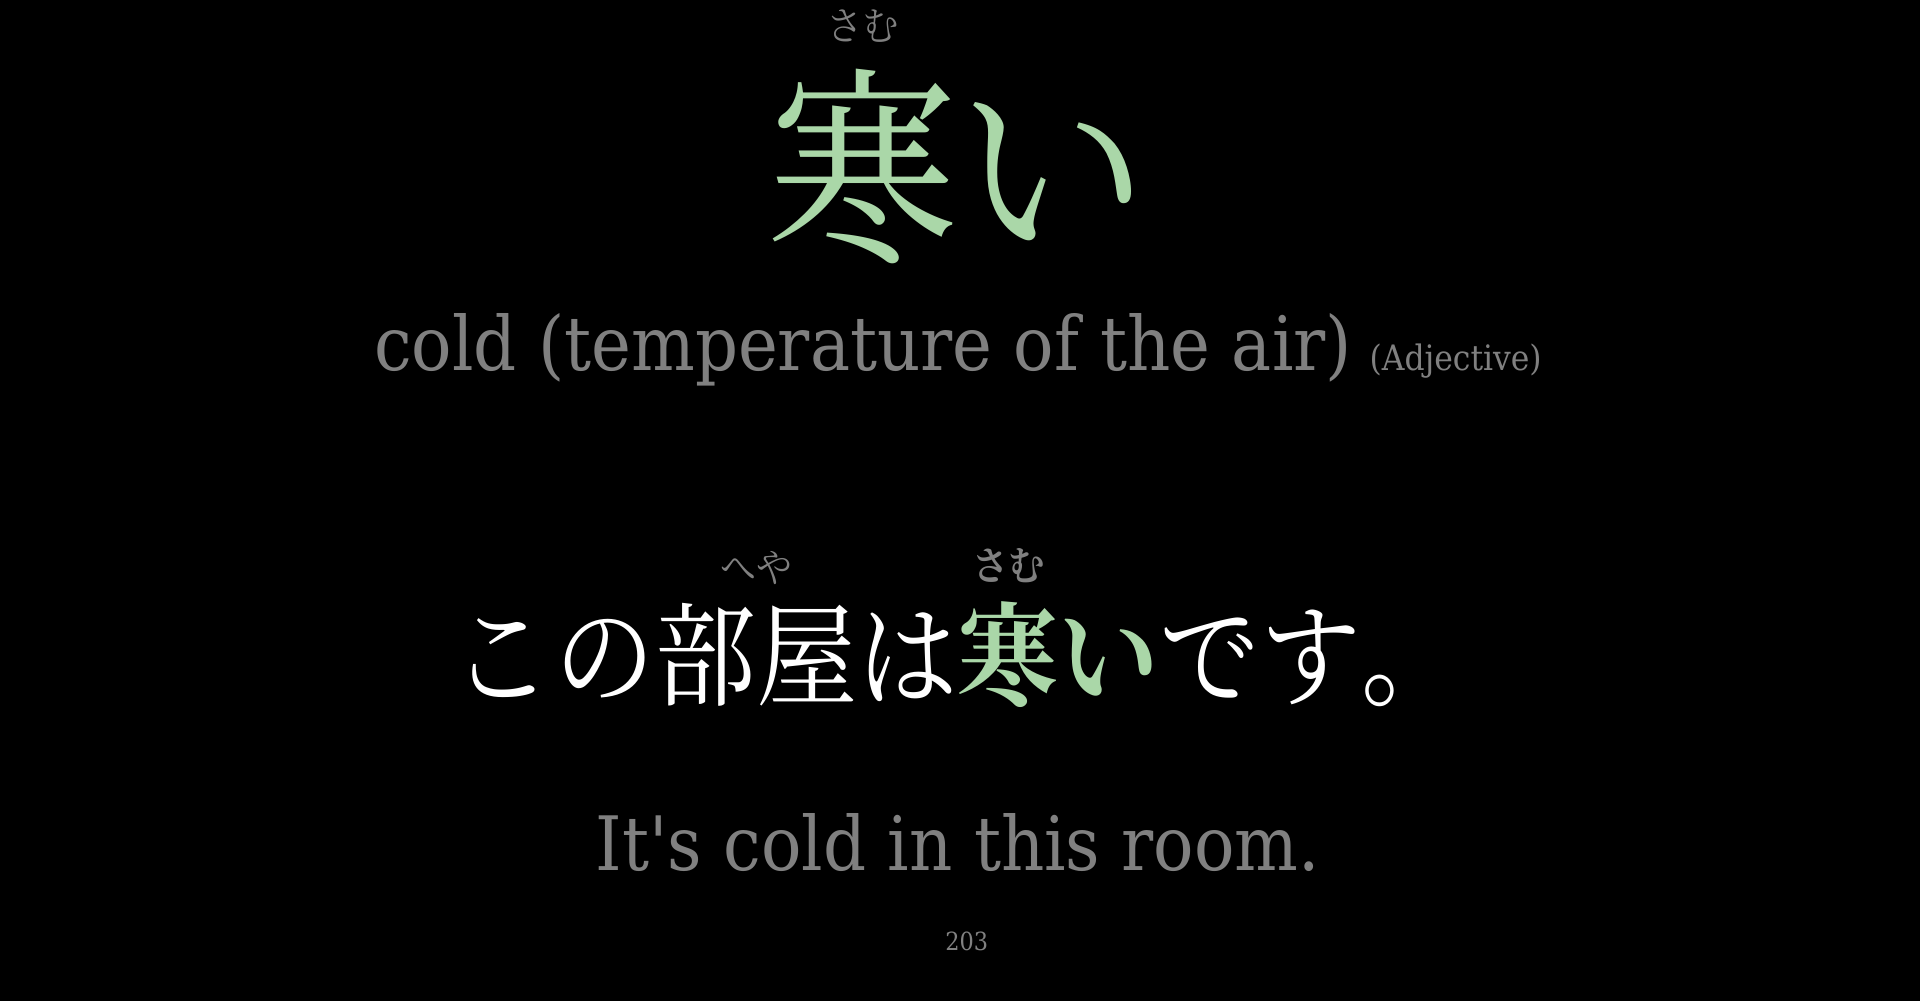 さむ
寒い
cold (temperature of the air) (Adjective)
へや さむ
この部屋は寒いです。
It's cold in this room.
203